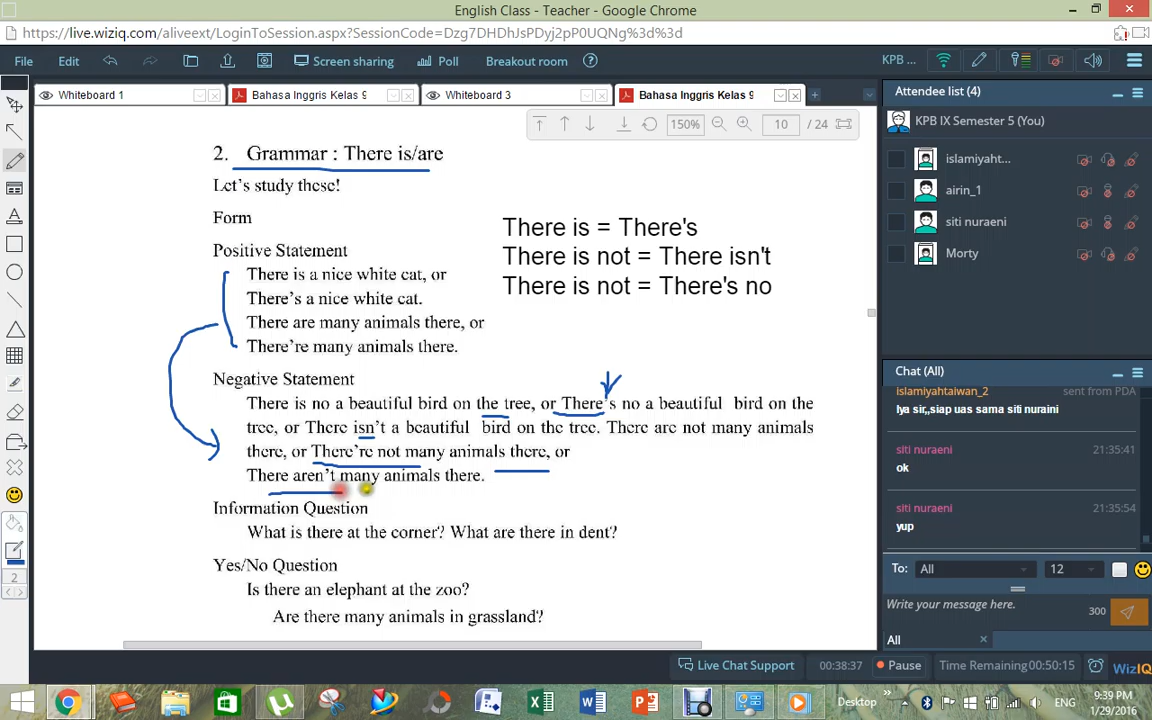 English Class - Teacher - Google Chrome
https://live.wiziq.com/aliveext/LoginToSession.aspx?SessionCode=Dzg7DHDhJsPDyj2pP0UQNg%3d%3d
File Edit Screen sharing Poll Breakout room KPB ...
Whiteboard 1 Bahasa Inggris Kelas 9 Whiteboard 3 Bahasa Inggris Kelas 9
150% 10 / 24
2. Grammar : There is/are
Let's study these!
Form
Positive Statement
There is a nice white cat, or
There's a nice white cat.
There are many animals there, or
There're many animals there.
There is = There's
There is not = There isn't
There is not = There's no
Negative Statement
There is no a beautiful bird on the tree, or There's no a beautiful bird on the
tree, or There isn't a beautiful bird on the tree. There are not many animals
there, or There're not many animals there, or
There aren't many animals there.
Information Question
What is there at the corner? What are there in dent?
Yes/No Question
Is there an elephant at the zoo?
Are there many animals in grassland?
2
Attendee list (4)
KPB IX Semester 5 (You)
islamiyaht...
airin_1
siti nuraeni
Morty
Chat (All)
islamiyahtaiwan_2 sent from PDA
Iya sir,,siap uas sama siti nuraini
siti nuraeni 21:35:41
ok
siti nuraeni 21:35:54
yup
To: All 12
Write your message here. 300
All
Live Chat Support 00:38:37 Pause Time Remaining 00:50:15 WizIQ
Desktop ENG 9:39 PM
1/29/2016